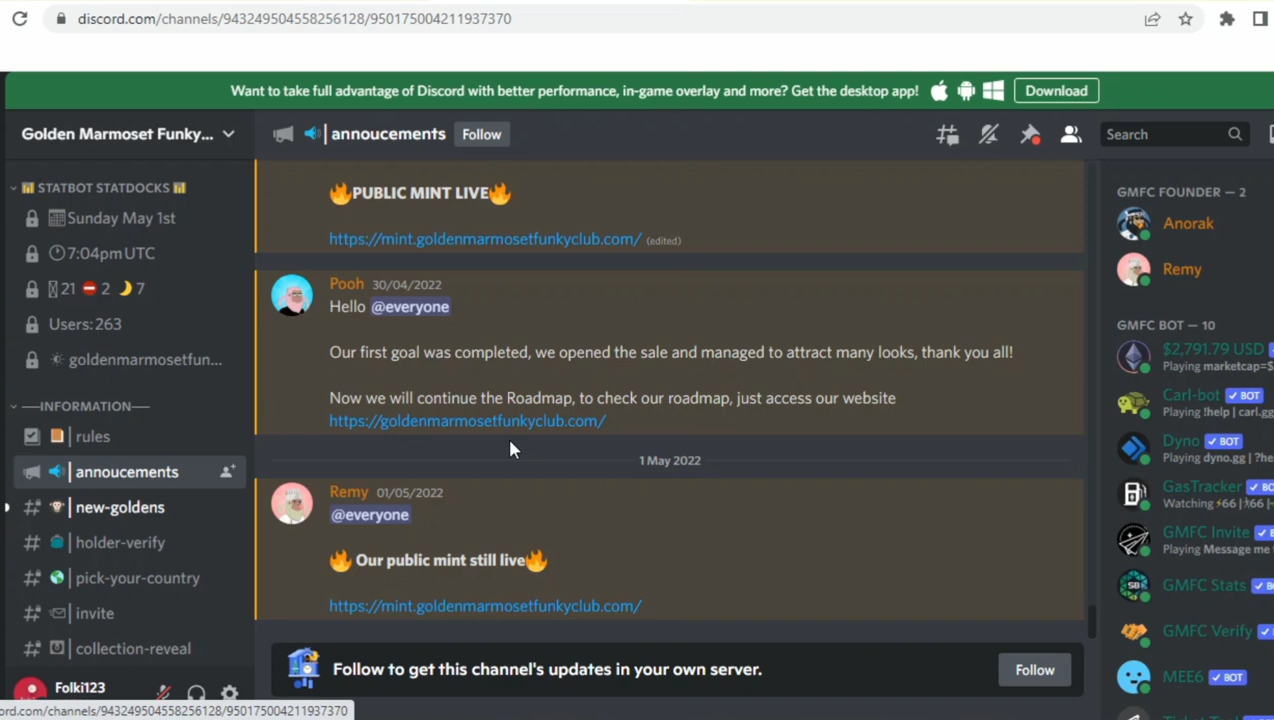 discord.com/channels/943249504558256128/950175004211937370
Want to take full advantage of Discord with better performance, in-game overlay and more? Get the desktop app!
Download
Golden Marmoset Funky...
annoucements
Follow
Search
STATBOT STATDOCKS
Sunday May 1st
7:04pm UTC
21 2 7
Users: 263
goldenmarmosetfun...
—INFORMATION—
rules
annoucements
new-goldens
holder-verify
pick-your-country
invite
collection-reveal
Folki123
ord.com/channels/943249504558256128/950175004211937370
PUBLIC MINT LIVE
https://mint.goldenmarmosetfunkyclub.com/ (edited)
Pooh 30/04/2022
Hello @everyone
Our first goal was completed, we opened the sale and managed to attract many looks, thank you all!
Now we will continue the Roadmap, to check our roadmap, just access our website
https://goldenmarmosetfunkyclub.com/
1 May 2022
Remy 01/05/2022
@everyone
Our public mint still live
https://mint.goldenmarmosetfunkyclub.com/
Follow to get this channel's updates in your own server.
Follow
GMFC FOUNDER — 2
Anorak
Remy
GMFC BOT — 10
$2,791.79 USD
Playing marketcap=$
Carl-bot BOT
Playing !help | carl.gg
Dyno BOT
Playing dyno.gg | ?he
GasTracker BO
Watching 66 | 66 |
GMFC Invite
Playing Message me
GMFC Stats B
GMFC Verify
MEE6 BOT